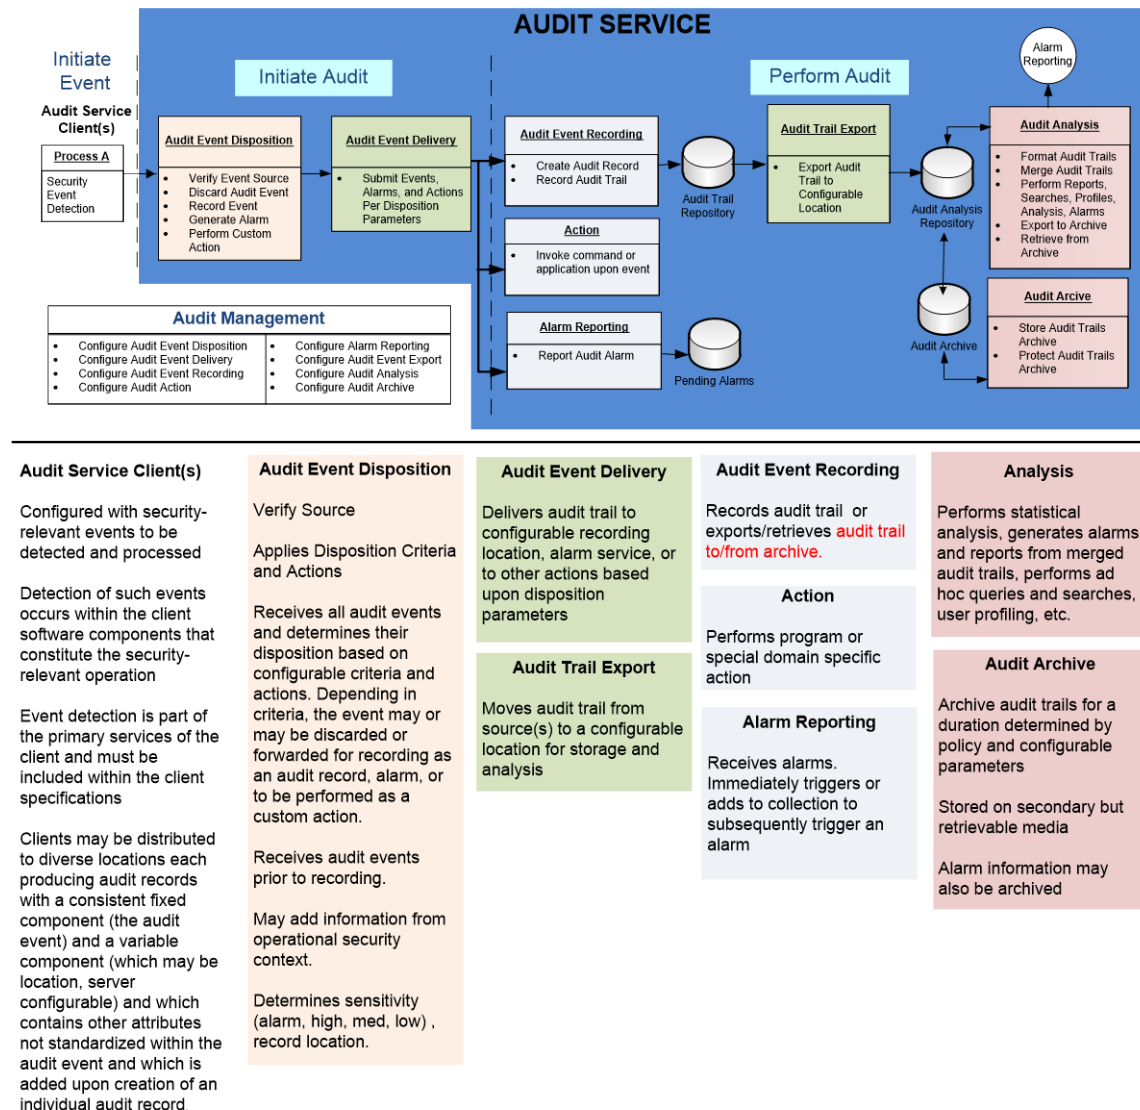 AUDIT SERVICE
Initiate
Event
Initiate Audit
Perform Audit
Alarm
Reporting
Audit Service
Client(s)
Process A
Security
Event
Detection
Audit Event Disposition
• Verify Event Source
• Discard Audit Event
• Record Event
• Generate Alarm
• Perform Custom
Action
Audit Event Delivery
• Submit Events,
Alarms, and Actions
Per Disposition
Parameters
Audit Event Recording
• Create Audit Record
• Record Audit Trail
Audit Trail
Repository
Audit Trail Export
• Export Audit
Trail to
Configurable
Location
Audit Analysis
Repository
Audit Analysis
• Format Audit Trails
• Merge Audit Trails
• Perform Reports,
Searches, Profiles,
Analysis, Alarms
• Export to Archive
• Retrieve from
Archive
Action
• Invoke command or
application upon event
Alarm Reporting
• Report Audit Alarm
Pending Alarms
Audit Archive
Audit Arcive
• Store Audit Trails
Archive
• Protect Audit Trails
Archive
Audit Management
• Configure Audit Event Disposition
• Configure Audit Event Delivery
• Configure Audit Event Recording
• Configure Audit Action
• Configure Alarm Reporting
• Configure Audit Event Export
• Configure Audit Analysis
• Configure Audit Archive
Audit Service Client(s)
Configured with security-
relevant events to be
detected and processed
Detection of such events
occurs within the client
software components that
constitute the security-
relevant operation
Event detection is part of
the primary services of the
client and must be
included within the client
specifications
Clients may be distributed
to diverse locations each
producing audit records
with a consistent fixed
component (the audit
event) and a variable
component (which may be
location, server
configurable) and which
contains other attributes
not standardized within the
audit event and which is
added upon creation of an
individual audit record.
Audit Event Disposition
Verify Source
Applies Disposition Criteria
and Actions
Receives all audit events
and determines their
disposition based on
configurable criteria and
actions. Depending in
criteria, the event may or
may be discarded or
forwarded for recording as
an audit record, alarm, or
to be performed as a
custom action.
Receives audit events
prior to recording.
May add information from
operational security
context.
Determines sensitivity
(alarm, high, med, low) ,
record location.
Audit Event Delivery
Delivers audit trail to
configurable recording
location, alarm service, or
to other actions based
upon disposition
parameters
Audit Trail Export
Moves audit trail from
source(s) to a configurable
location for storage and
analysis
Audit Event Recording
Records audit trail or
exports/retrieves audit trail
to/from archive.
Action
Performs program or
special domain specific
action
Alarm Reporting
Receives alarms.
Immediately triggers or
adds to collection to
subsequently trigger an
alarm
Analysis
Performs statistical
analysis, generates alarms
and reports from merged
audit trails, performs ad
hoc queries and searches,
user profiling, etc.
Audit Archive
Archive audit trails for a
duration determined by
policy and configurable
parameters
Stored on secondary but
retrievable media
Alarm information may
also be archived